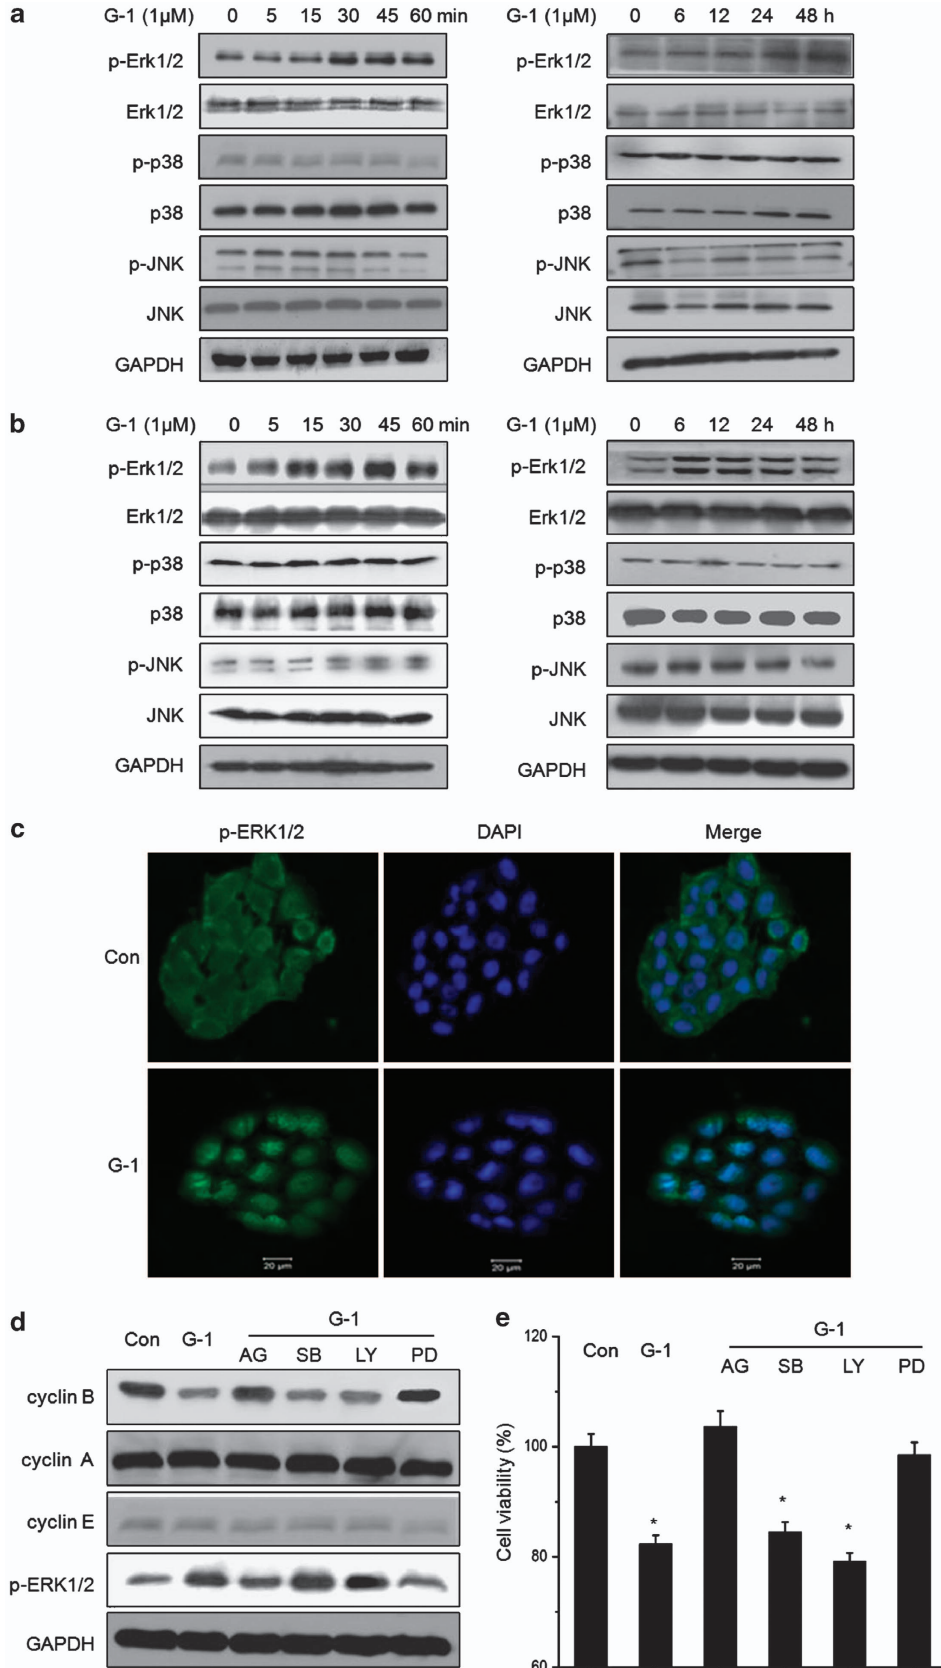 a
G-1 (1µM) 0 5 15 30 45 60 min
p-Erk1/2
Erk1/2
p-p38
p38
p-JNK
JNK
GAPDH
G-1 (1µM) 0 6 12 24 48 h
p-Erk1/2
Erk1/2
p-p38
p38
p-JNK
JNK
GAPDH
b
G-1 (1µM) 0 5 15 30 45 60 min
p-Erk1/2
Erk1/2
p-p38
p38
p-JNK
JNK
GAPDH
G-1 (1µM) 0 6 12 24 48 h
p-Erk1/2
Erk1/2
p-p38
p38
p-JNK
JNK
GAPDH
c
p-ERK1/2 DAPI Merge
Con
G-1
20 µm 20 µm 20 µm
d
G-1
Con G-1 AG SB LY PD
cyclin B
cyclin A
cyclin E
p-ERK1/2
GAPDH
e
G-1
Con G-1 AG SB LY PD
Cell viability (%)
120
100
80
60
* * *